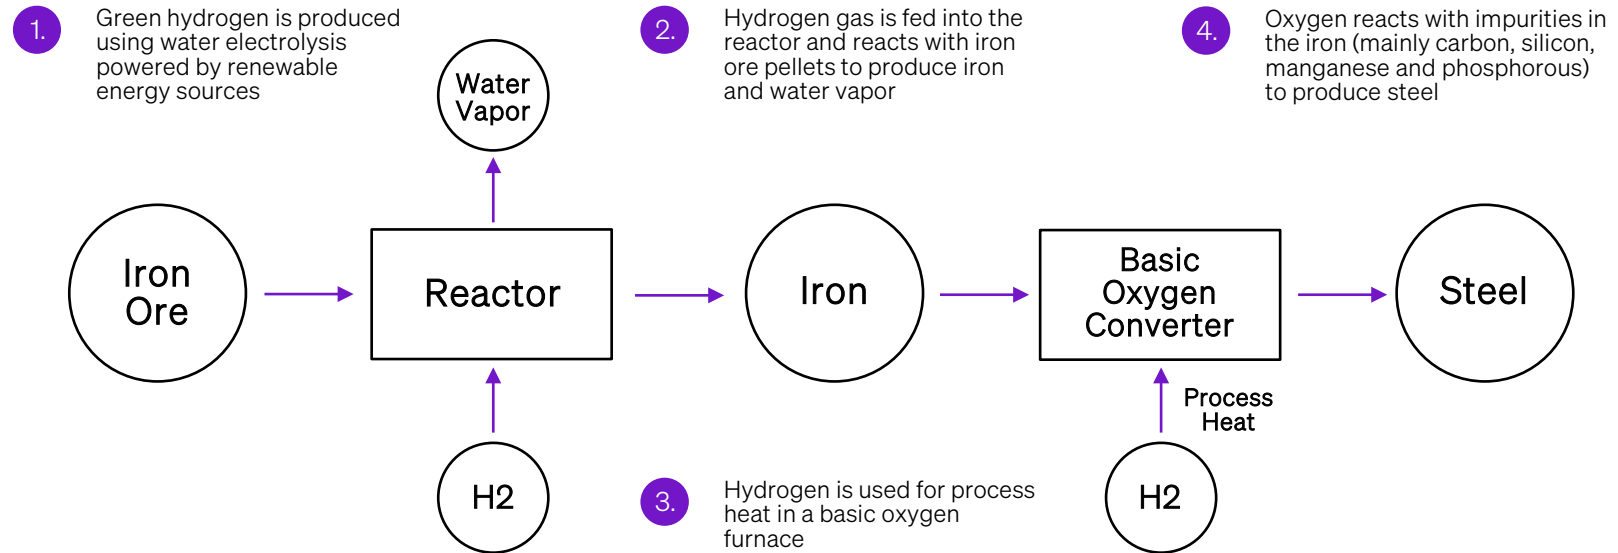 1.
Green hydrogen is produced
using water electrolysis
powered by renewable
energy sources
2.
Hydrogen gas is fed into the
reactor and reacts with iron
ore pellets to produce iron
and water vapor
4.
Oxygen reacts with impurities in
the iron (mainly carbon, silicon,
manganese and phosphorous)
to produce steel
Water
Vapor
Iron
Ore
Reactor
Iron
Basic
Oxygen
Converter
Steel
Process
Heat
H2
3.
Hydrogen is used for process
heat in a basic oxygen
furnace
H2